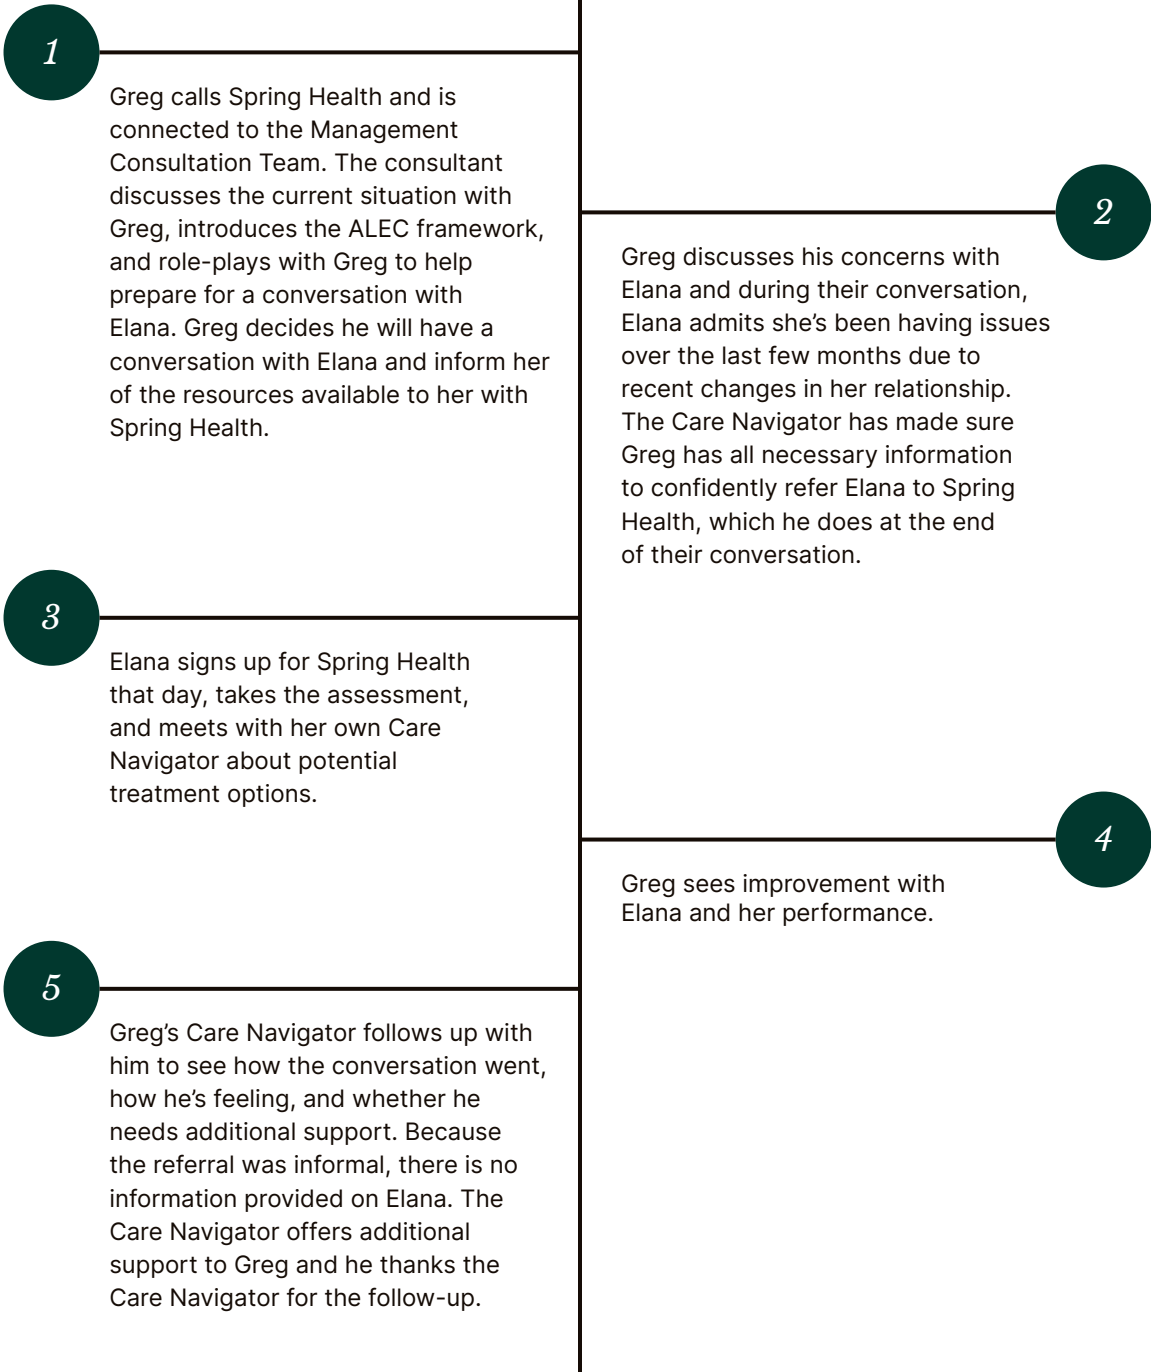 1
Greg calls Spring Health and is
connected to the Management
Consultation Team. The consultant
discusses the current situation with
Greg, introduces the ALEC framework,
and role-plays with Greg to help
prepare for a conversation with
Elana. Greg decides he will have a
conversation with Elana and inform her
of the resources available to her with
Spring Health.
2
Greg discusses his concerns with
Elana and during their conversation,
Elana admits she’s been having issues
over the last few months due to
recent changes in her relationship.
The Care Navigator has made sure
Greg has all necessary information
to confidently refer Elana to Spring
Health, which he does at the end
of their conversation.
3
Elana signs up for Spring Health
that day, takes the assessment,
and meets with her own Care
Navigator about potential
treatment options.
4
Greg sees improvement with
Elana and her performance.
5
Greg’s Care Navigator follows up with
him to see how the conversation went,
how he’s feeling, and whether he
needs additional support. Because
the referral was informal, there is no
information provided on Elana. The
Care Navigator offers additional
support to Greg and he thanks the
Care Navigator for the follow-up.